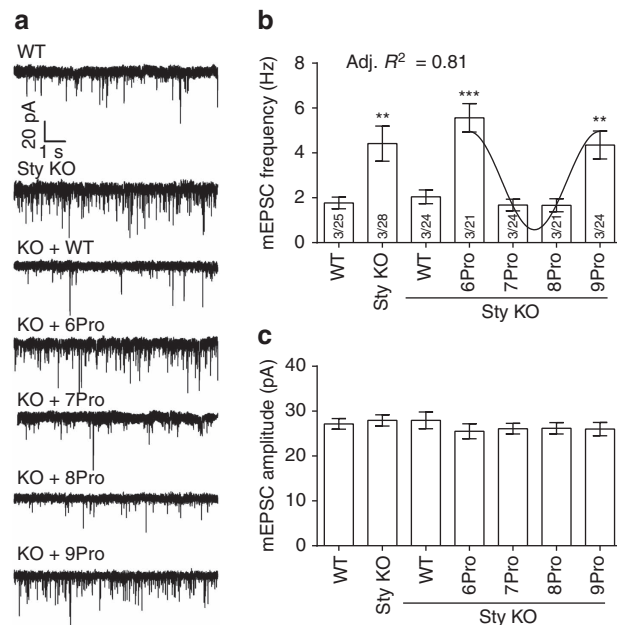 a
WT
20 pA
1 s
Sty KO
KO + WT
KO + 6Pro
KO + 7Pro
KO + 8Pro
KO + 9Pro
b
Adj. R² = 0.81
mEPSC frequency (Hz)
8
6
4
2
0
** *** **
3/25 3/28 3/24 3/21 3/24 3/21 3/24
WT Sty KO WT 6Pro 7Pro 8Pro 9Pro
Sty KO
c
mEPSC amplitude (pA)
40
30
20
10
0
WT Sty KO WT 6Pro 7Pro 8Pro 9Pro
Sty KO